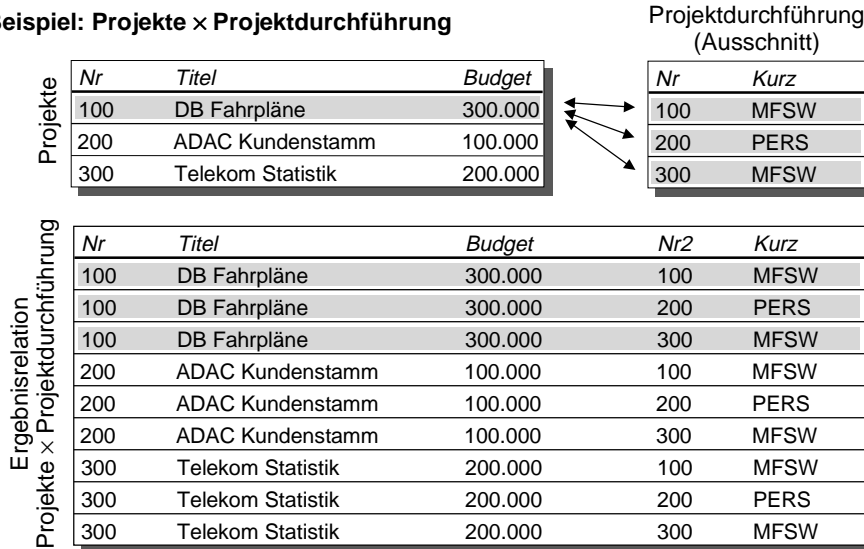 eispiel: Projekte × Projektdurchführung
Projektdurchführung
(Ausschnitt)
Projekte
Nr Titel Budget
100 DB Fahrpläne 300.000
200 ADAC Kundenstamm 100.000
300 Telekom Statistik 200.000
Nr Kurz
100 MFSW
200 PERS
300 MFSW
Ergebnisrelation
Projekte × Projektdurchführung
Nr Titel Budget Nr2 Kurz
100 DB Fahrpläne 300.000 100 MFSW
100 DB Fahrpläne 300.000 200 PERS
100 DB Fahrpläne 300.000 300 MFSW
200 ADAC Kundenstamm 100.000 100 MFSW
200 ADAC Kundenstamm 100.000 200 PERS
200 ADAC Kundenstamm 100.000 300 MFSW
300 Telekom Statistik 200.000 100 MFSW
300 Telekom Statistik 200.000 200 PERS
300 Telekom Statistik 200.000 300 MFSW